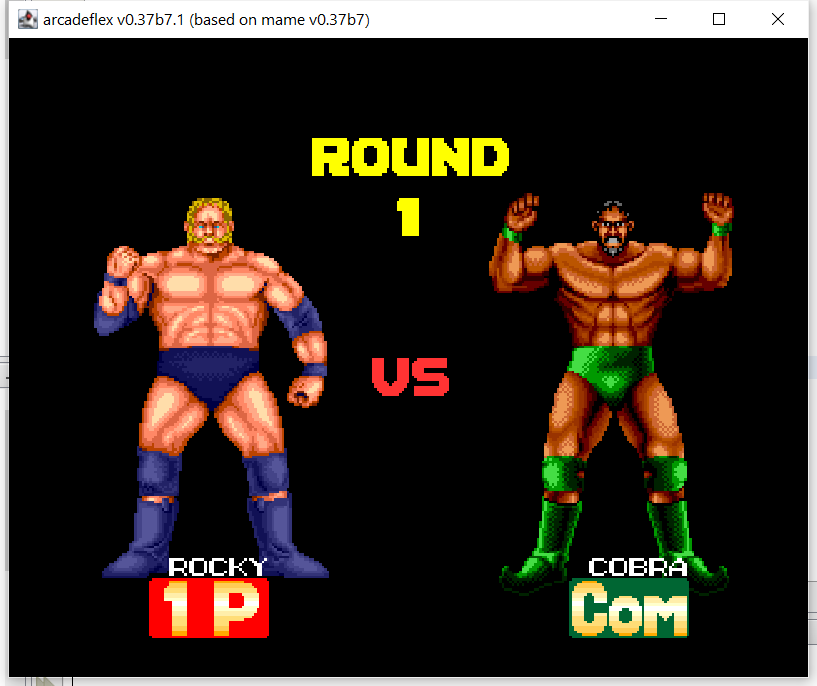 arcadeflex v0.37b7.1 (based on mame v0.37b7)
ROUND
1
VS
ROCKY
COBRA
1P
COM